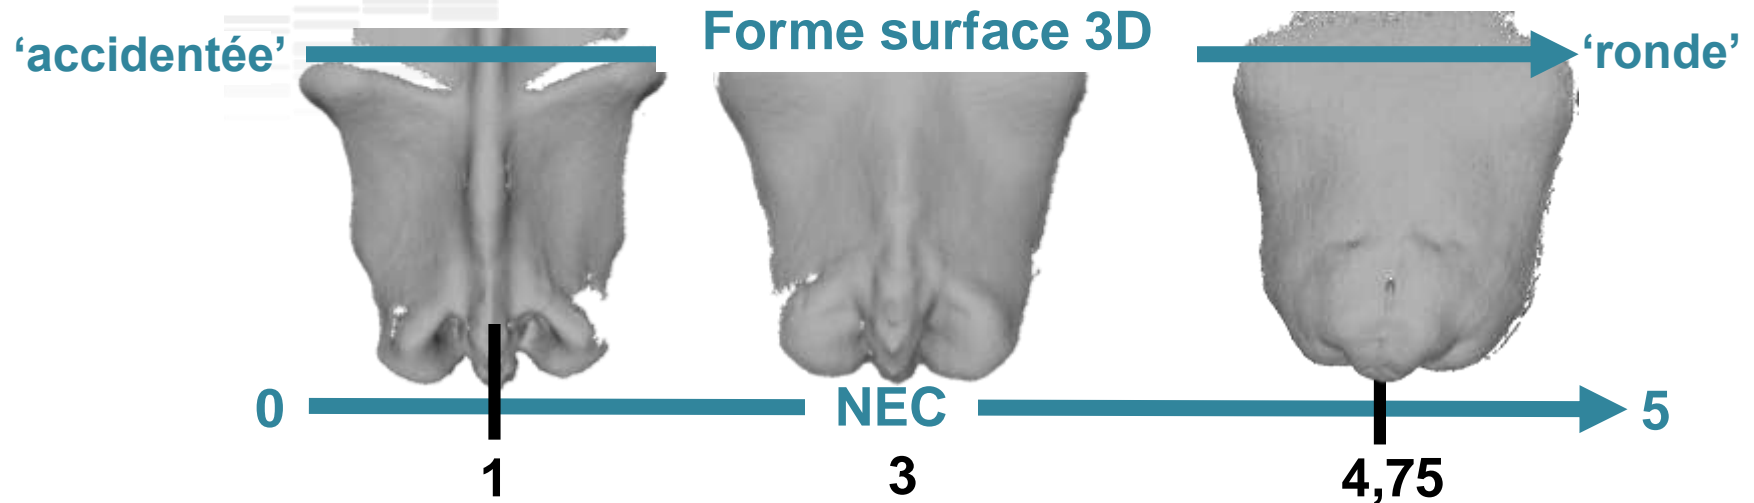 Forme surface 3D
‘accidentée’
‘ronde’
0
NEC
5
1
3
4,75